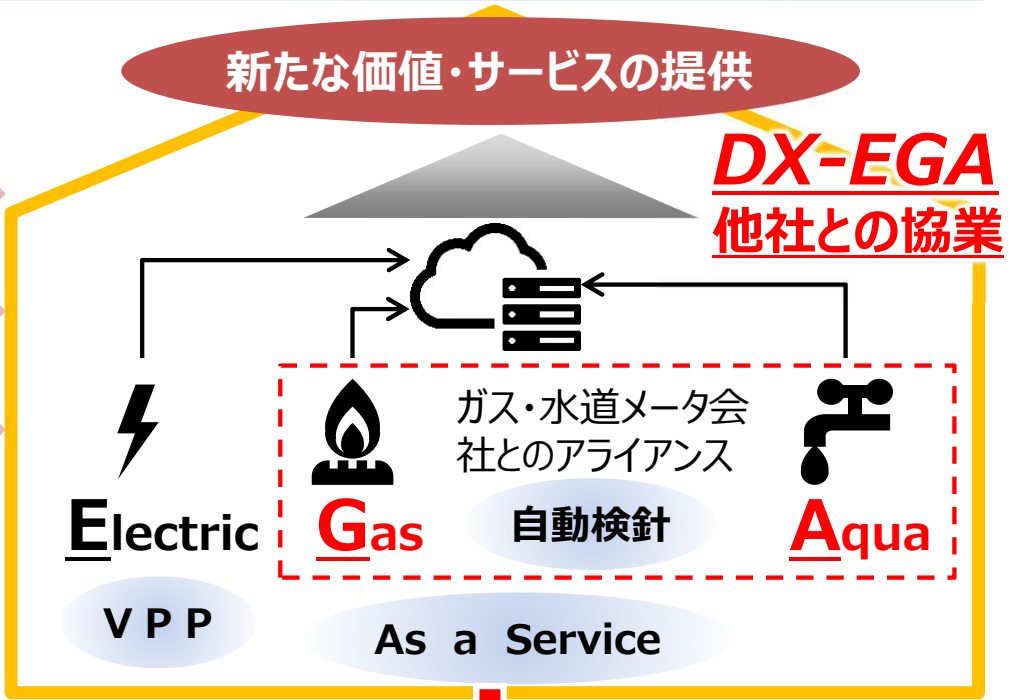 新たな価値・サービスの提供
DX-EGA
他社との協業
ガス・水道メータ会
社とのアライアンス
自動検針
Electric
Gas
Aqua
VPP
As a Service